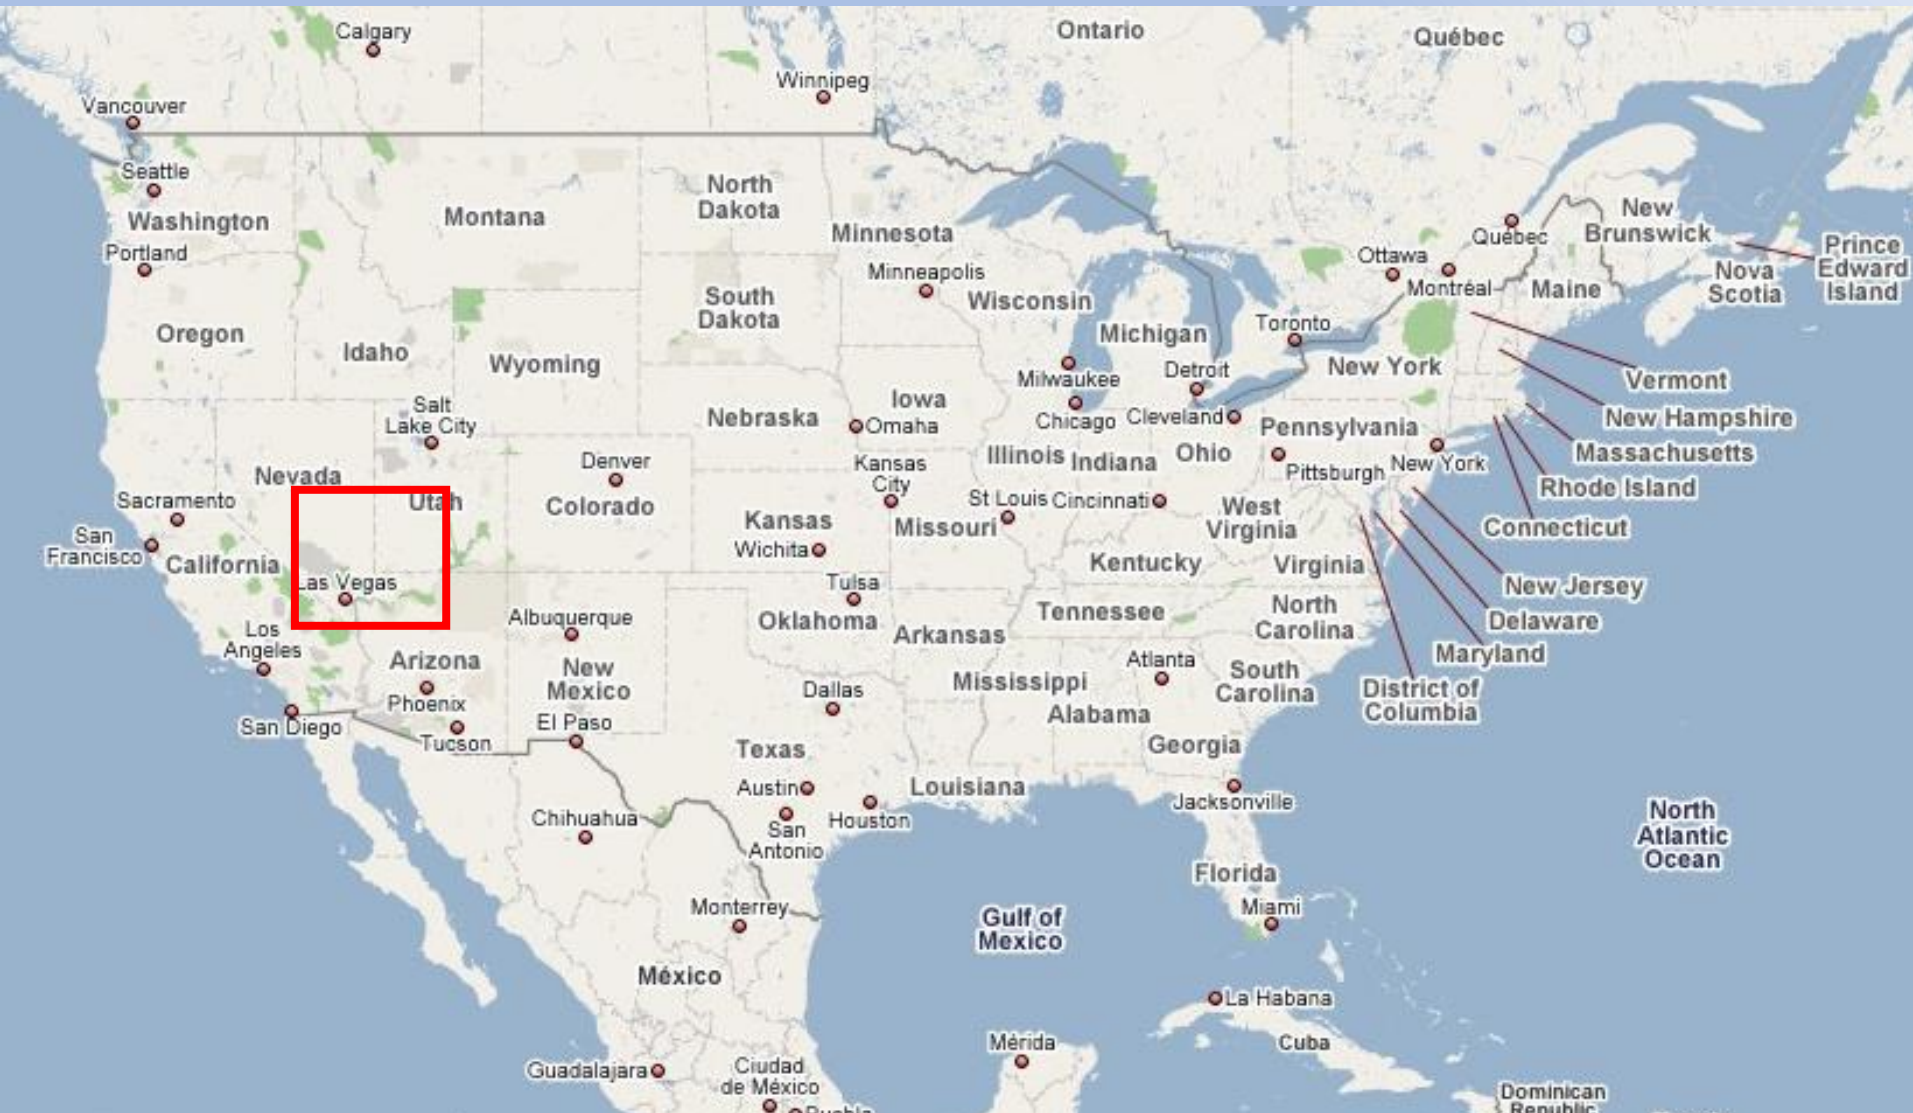 Calgary
Ontario
Québec
Winnipeg
Vancouver
Seattle
Washington
Portland
Montana
North
Dakota
Minnesota
Minneapolis
Wisconsin
South
Dakota
Oregon
Idaho
Wyoming
Michigan
Toronto
Ottawa
Montréal
Québec
New
Brunswick
Maine
Nova
Scotia
Prince
Edward
Island
Milwaukee
Detroit
New York
Vermont
New Hampshire
Massachusetts
Rhode Island
Connecticut
Salt
Lake City
Nebraska
Iowa
Omaha
Chicago
Cleveland
Pennsylvania
Nevada
Utah
Denver
Colorado
Kansas
City
Illinois
Indiana
Ohio
Pittsburgh
New York
Sacramento
San
Francisco
California
Las Vegas
Kansas
Wichita
Missouri
St Louis
Cincinnati
West
Virginia
Kentucky
Virginia
New Jersey
Delaware
Maryland
District of
Columbia
Los
Angeles
Arizona
Phoenix
San Diego
Tucson
Albuquerque
New
Mexico
El Paso
Tulsa
Oklahoma
Arkansas
Tennessee
North
Carolina
Atlanta
South
Carolina
Mississippi
Alabama
Georgia
Dallas
Texas
Austin
San
Antonio
Houston
Louisiana
Jacksonville
Florida
Miami
Chihuahua
Monterrey
México
Gulf of
Mexico
North
Atlantic
Ocean
La Habana
Cuba
Mérida
Guadalajara
Ciudad
de México
Dominican
Republic